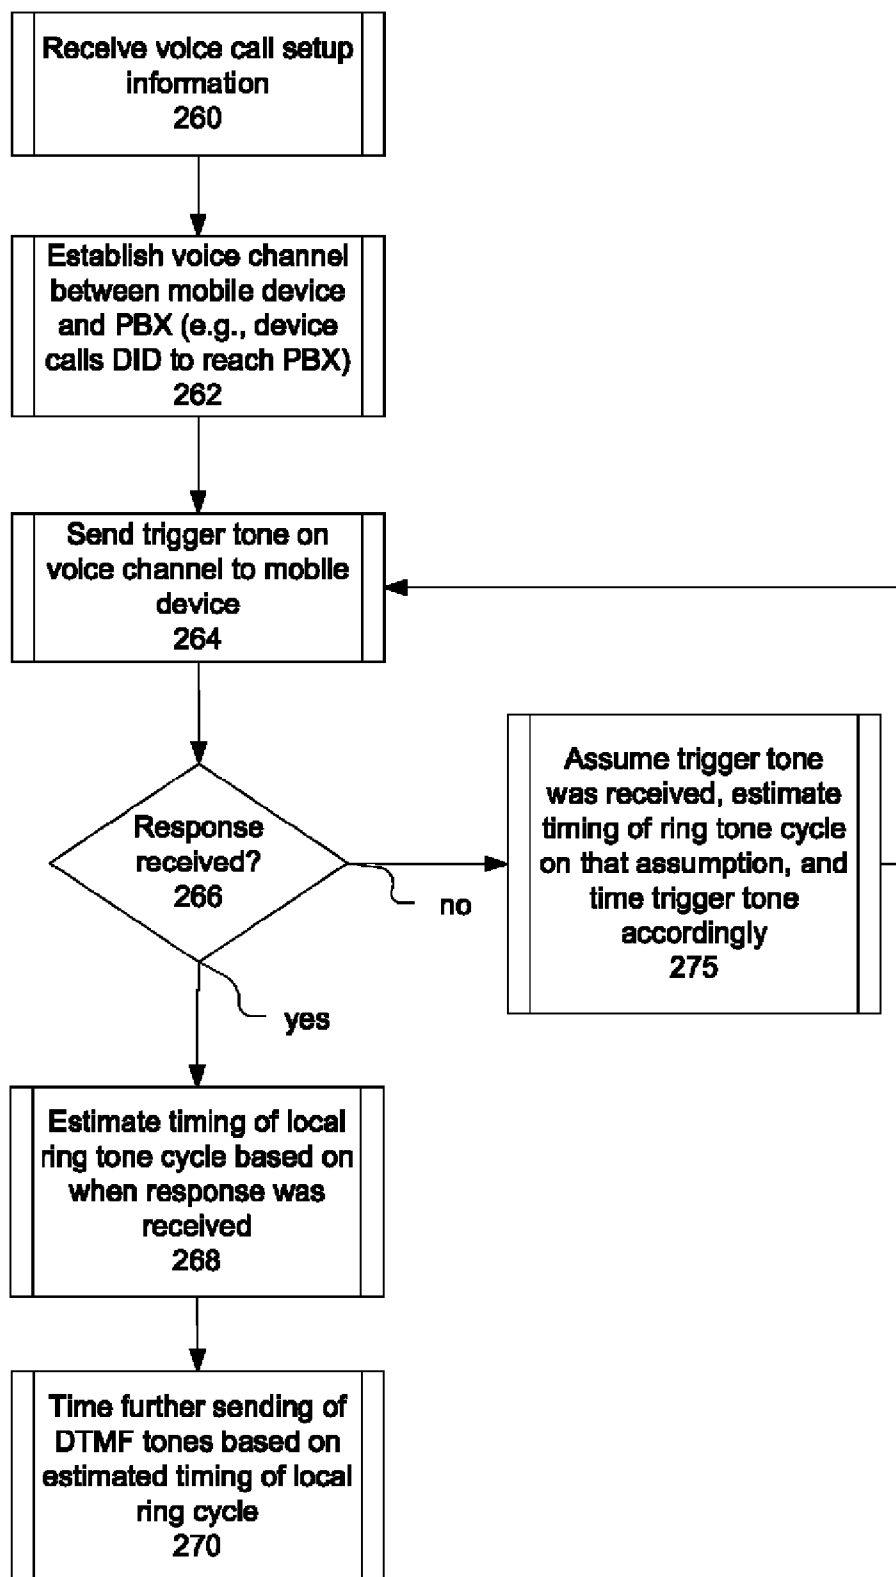 Receive voice call setup
information
260
Establish voice channel
between mobile device
and PBX (e.g., device
calls DID to reach PBX)
262
Send trigger tone on
voice channel to mobile
device
264
Response
received?
266
no
Assume trigger tone
was received, estimate
timing of ring tone cycle
on that assumption, and
time trigger tone
accordingly
275
yes
Estimate timing of local
ring tone cycle based on
when response was
received
268
Time further sending of
DTMF tones based on
estimated timing of local
ring cycle
270